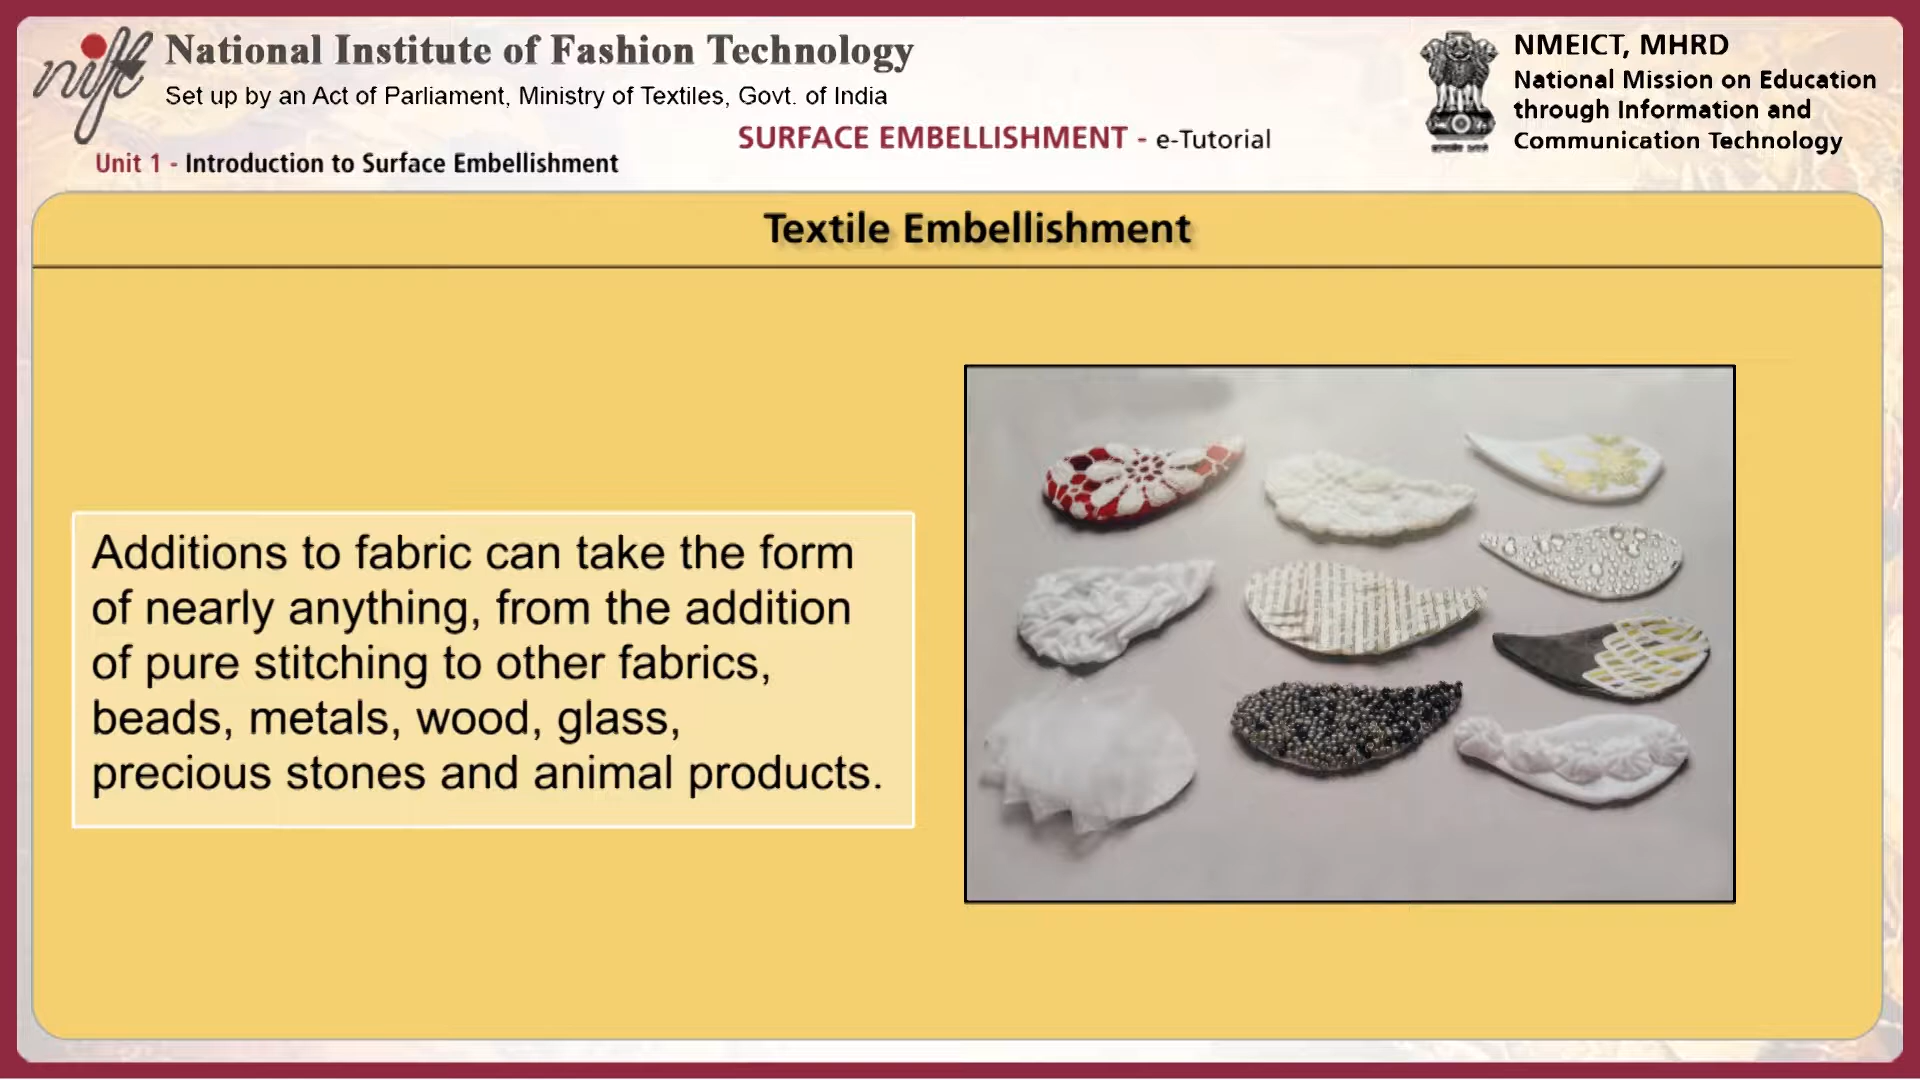 nift
National Institute of Fashion Technology
Set up by an Act of Parliament, Ministry of Textiles, Govt. of India
NMEICT, MHRD
National Mission on Education
through Information and
Communication Technology
SURFACE EMBELLISHMENT - e-Tutorial
Unit 1 - Introduction to Surface Embellishment
Textile Embellishment
Additions to fabric can take the form
of nearly anything, from the addition
of pure stitching to other fabrics,
beads, metals, wood, glass,
precious stones and animal products.